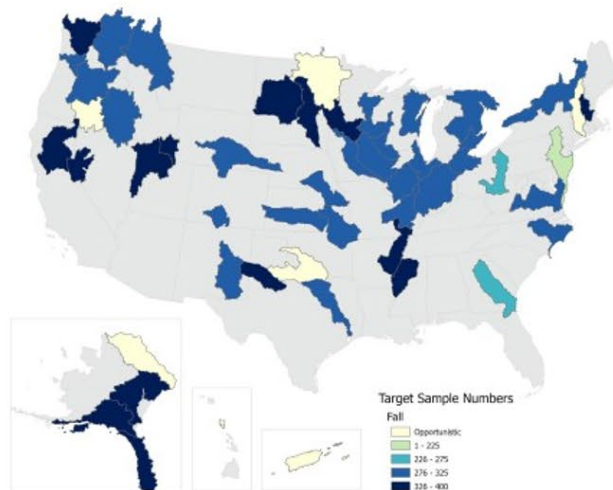 Target Sample Numbers
Fall
Opportunistic
1 - 225
226 - 275
276 - 325
326 - 400